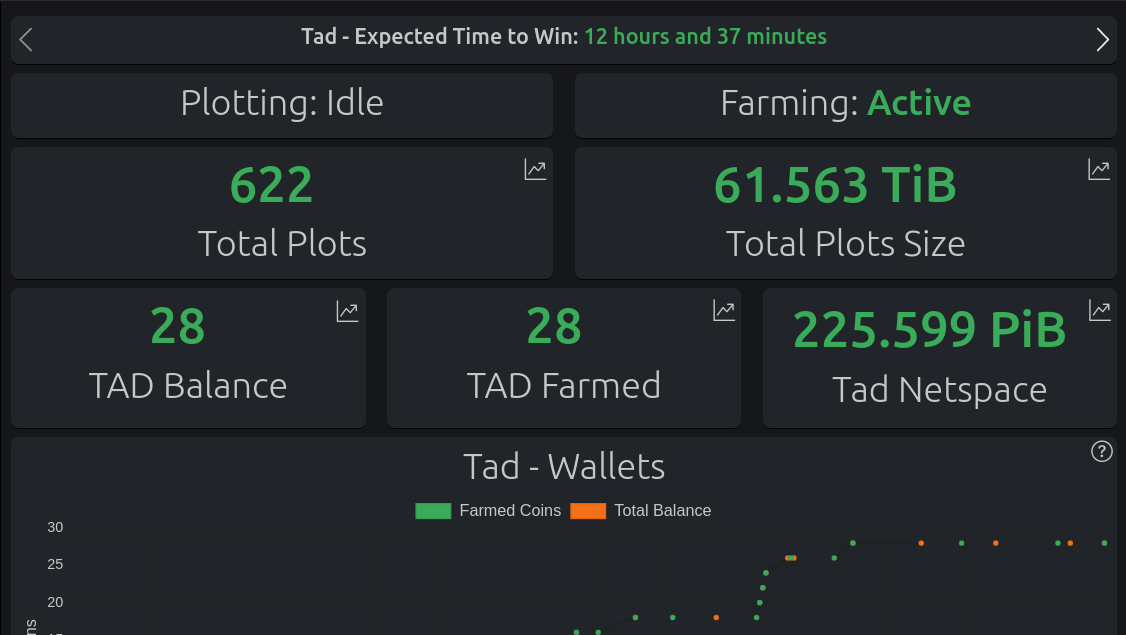 Tad - Expected Time to Win: 12 hours and 37 minutes
Plotting: Idle
Farming: Active
622
Total Plots
61.563 TiB
Total Plots Size
28
TAD Balance
28
TAD Farmed
225.599 PiB
Tad Netspace
Tad - Wallets
?
Farmed Coins
Total Balance
30
25
20